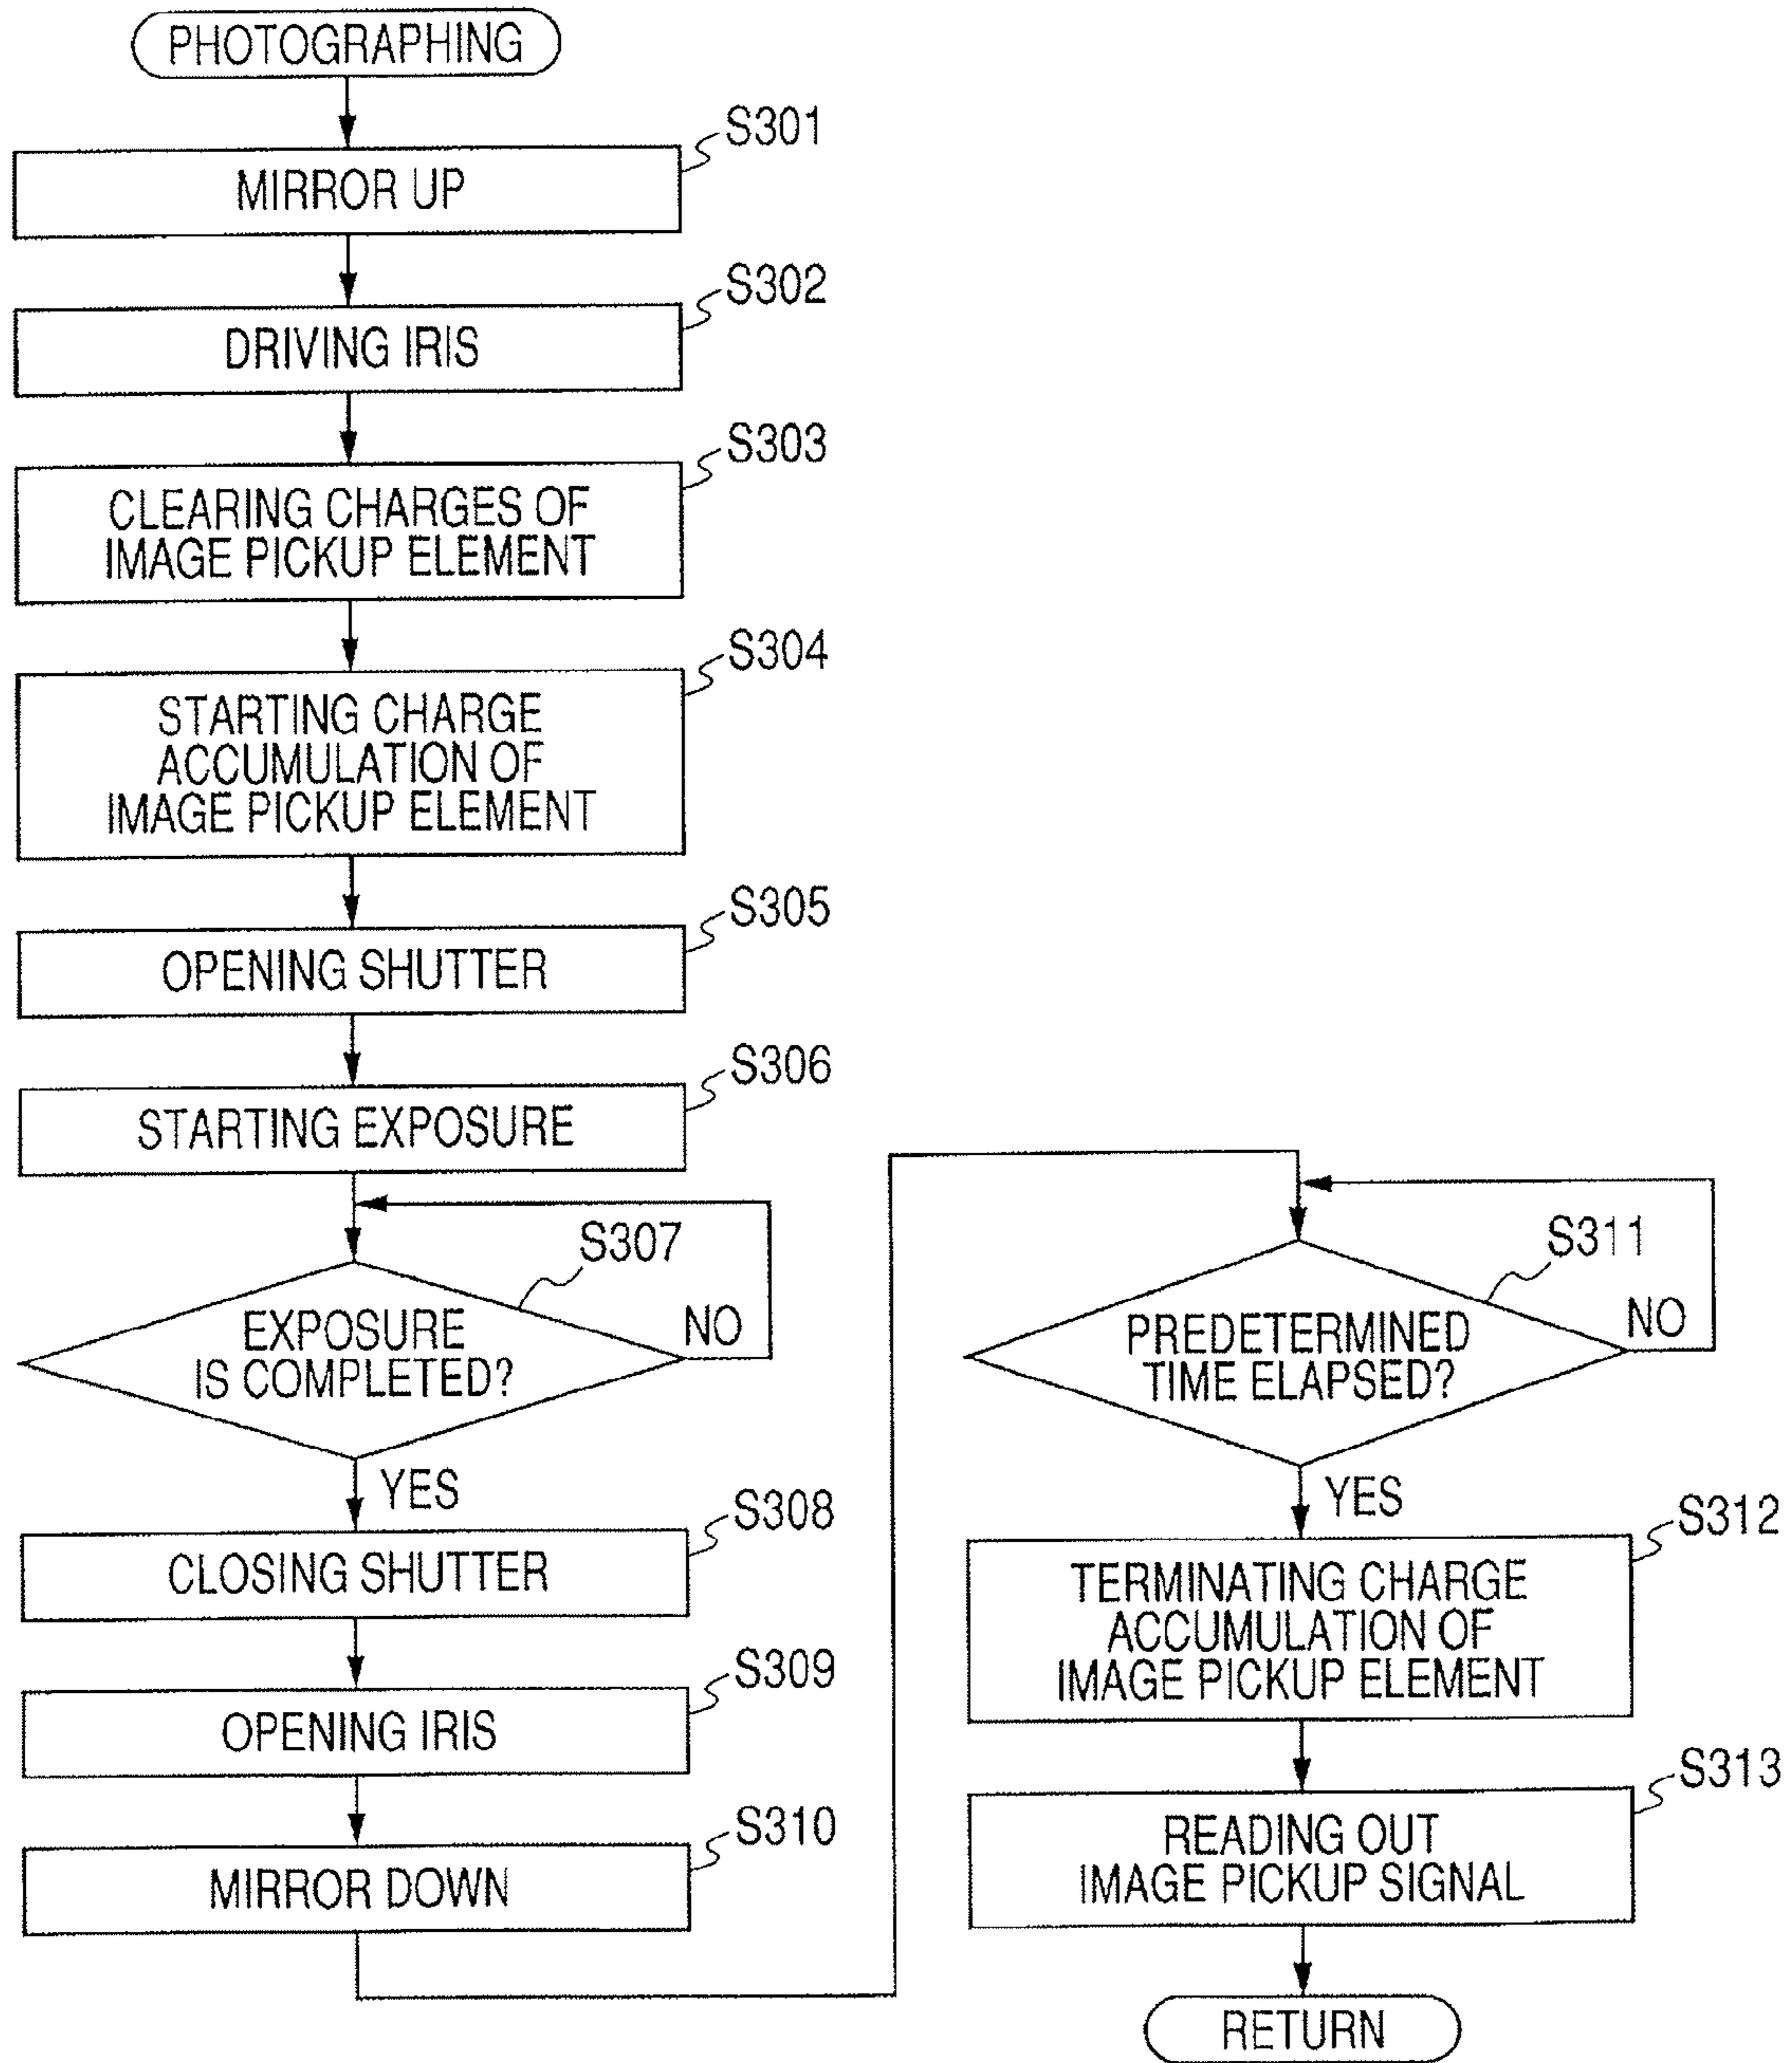 PHOTOGRAPHING
S301
MIRROR UP
S302
DRIVING IRIS
S303
CLEARING CHARGES OF
IMAGE PICKUP ELEMENT
S304
STARTING CHARGE
ACCUMULATION OF
IMAGE PICKUP ELEMENT
S305
OPENING SHUTTER
S306
STARTING EXPOSURE
S307
EXPOSURE
IS COMPLETED?
NO
YES
S308
CLOSING SHUTTER
S309
OPENING IRIS
S310
MIRROR DOWN
S311
PREDETERMINED
TIME ELAPSED?
NO
YES
S312
TERMINATING CHARGE
ACCUMULATION OF
IMAGE PICKUP ELEMENT
S313
READING OUT
IMAGE PICKUP SIGNAL
RETURN